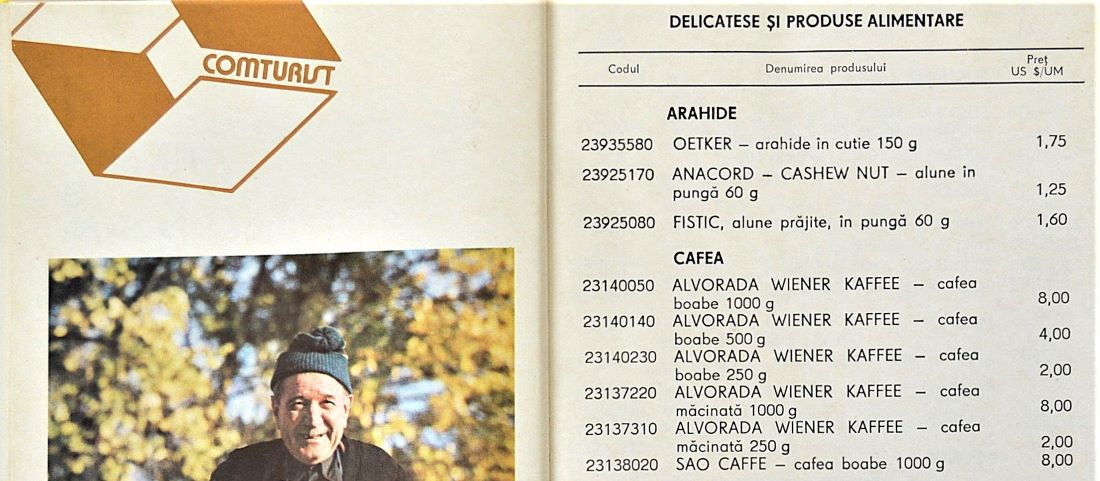 COMTURIST
DELICATESE ȘI PRODUSE ALIMENTARE
Codul Denumirea produsului Preț
US $/UM
ARAHIDE
23935580 OETKER – arahide în cutie 150 g 1,75
23925170 ANACORD – CASHEW NUT – alune în
pungă 60 g 1,25
23925080 FISTIC, alune prăjite, în pungă 60 g 1,60
CAFEA
23140050 ALVORADA WIENER KAFFEE – cafea
boabe 1000 g 8,00
23140140 ALVORADA WIENER KAFFEE – cafea
boabe 500 g 4,00
23140230 ALVORADA WIENER KAFFEE – cafea
boabe 250 g 2,00
23137220 ALVORADA WIENER KAFFEE – cafea
măcinată 1000 g 8,00
23137310 ALVORADA WIENER KAFFEE – cafea
măcinată 250 g 2,00
23138020 SAO CAFFE – cafea boabe 1000 g 8,00